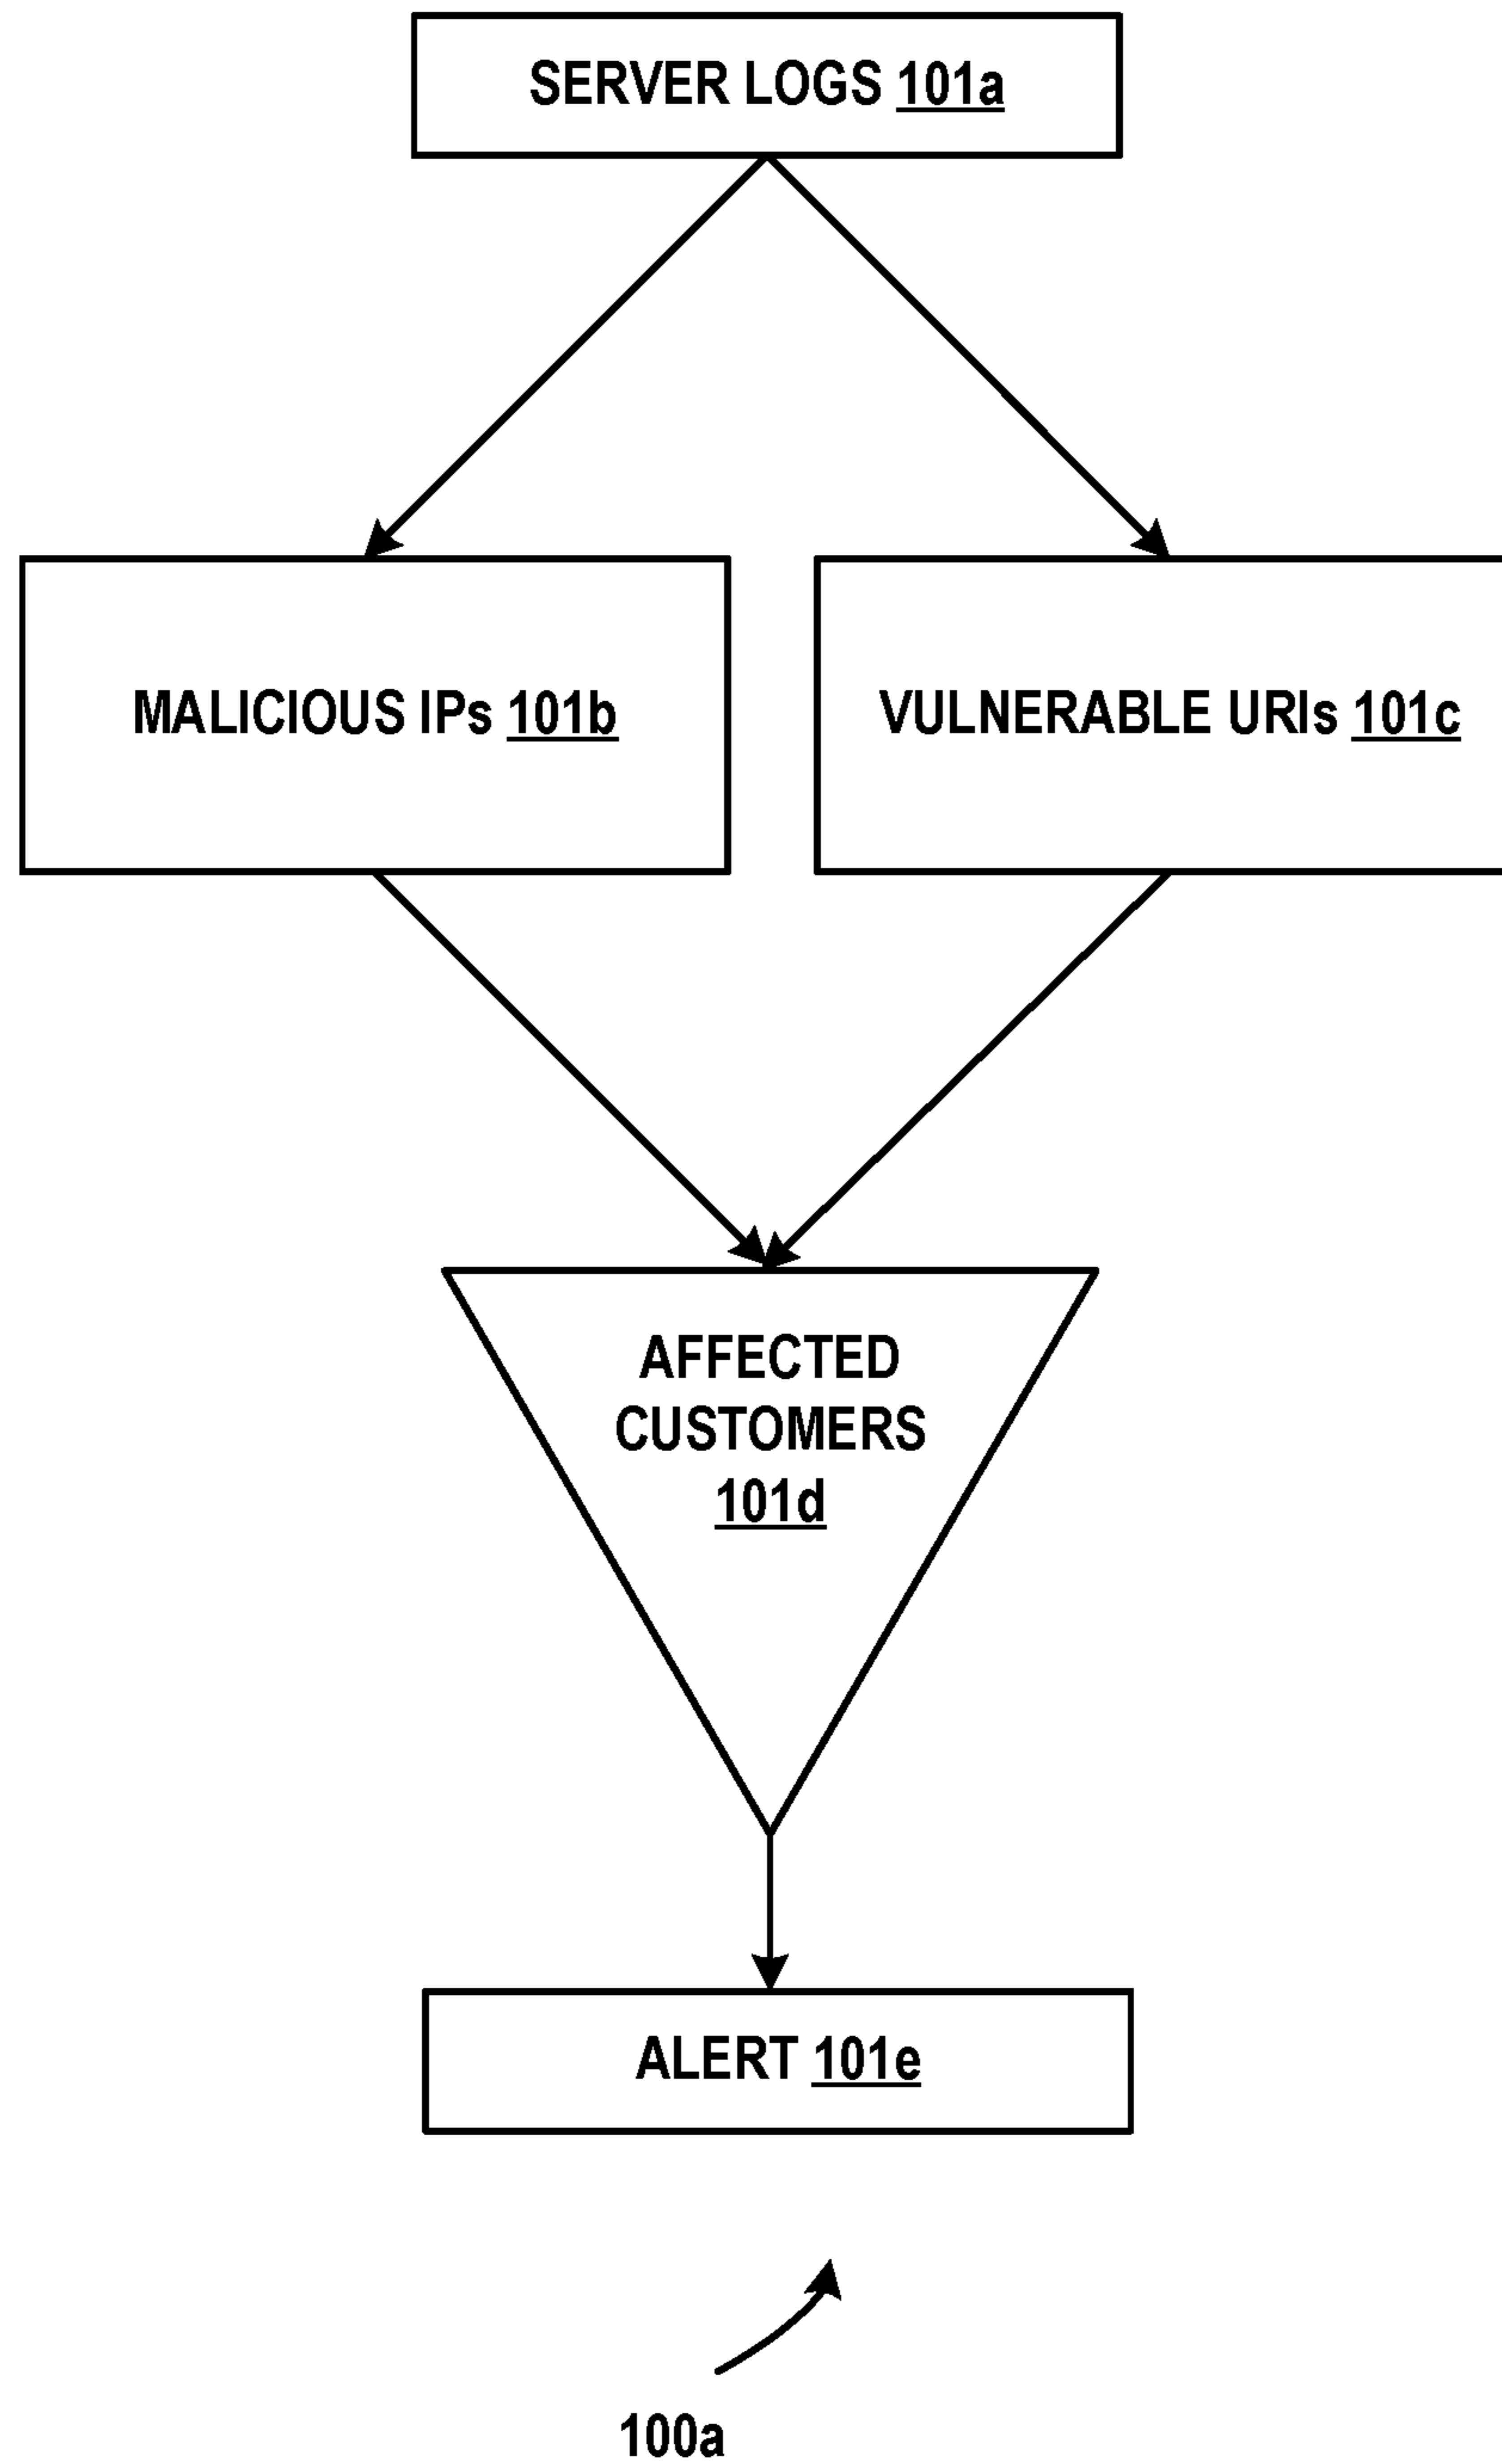 SERVER LOGS 101a
MALICIOUS IPs 101b
VULNERABLE URIs 101c
AFFECTED
CUSTOMERS
101d
ALERT 101e
100a